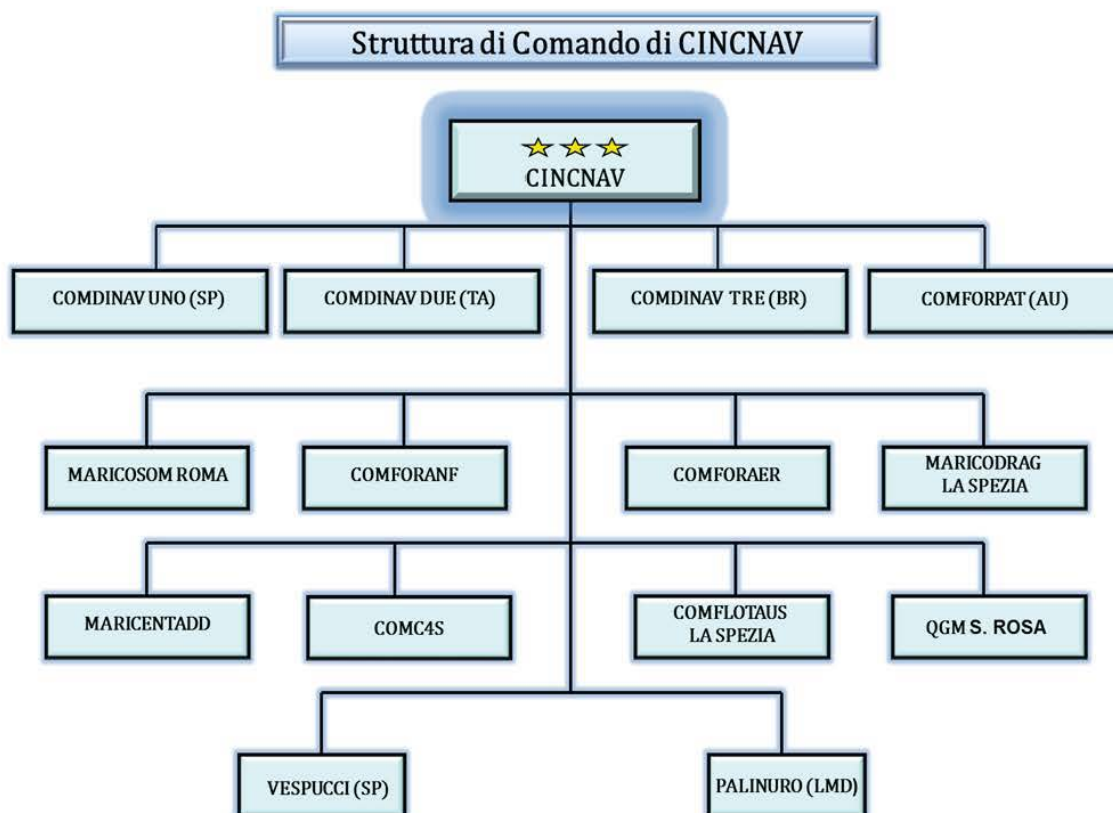 Struttura di Comando di CINCNAV
CINCNAV
COMDINAV UNO (SP)
COMDINAV DUE (TA)
COMDINAV TRE (BR)
COMFORPAT (AU)
MARICOSOM ROMA
COMFORANF
COMFORAER
MARICODRAG
LA SPEZIA
MARICENTADD
COMC4S
COMFLOTAUS
LA SPEZIA
QGM S. ROSA
VESPUCCI (SP)
PALINURO (LMD)